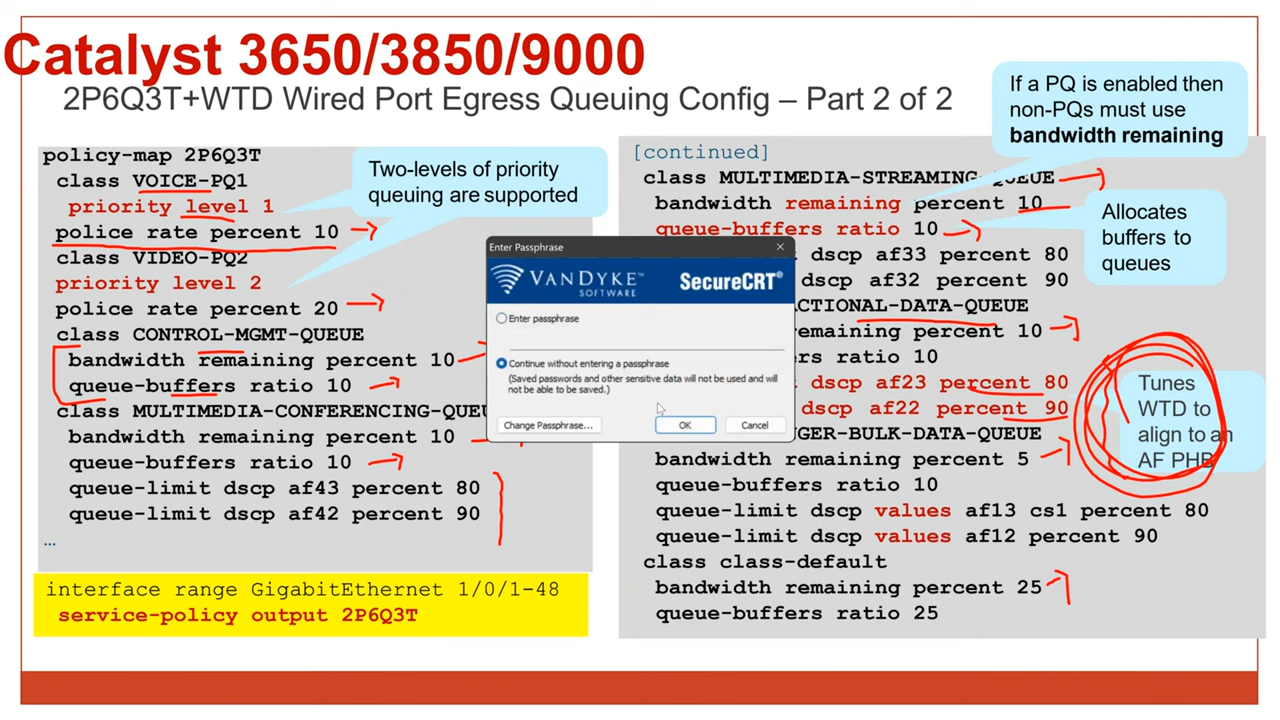 Catalyst 3650/3850/9000
2P6Q3T+WTD Wired Port Egress Queuing Config – Part 2 of 2
If a PQ is enabled then
non-PQs must use
bandwidth remaining
policy-map 2P6Q3T
class VOICE-PQ1
priority level 1
police rate percent 10
class VIDEO-PQ2
priority level 2
police rate percent 20
class CONTROL-MGMT-QUEUE
bandwidth remaining percent 10
queue-buffers ratio 10
class MULTIMEDIA-CONFERENCING-QUEU
bandwidth remaining percent 10
queue-buffers ratio 10
queue-limit dscp af43 percent 80
queue-limit dscp af42 percent 90
…
Two-levels of priority
queuing are supported
interface range GigabitEthernet 1/0/1-48
service-policy output 2P6Q3T
Enter Passphrase
VANDYKE™
SOFTWARE
SecureCRT®
Enter passphrase
Continue without entering a passphrase
(Saved passwords and other sensitive data will not be used and will
not be able to be saved.)
Change Passphrase...
OK
Cancel
[continued]
class MULTIMEDIA-STREAMING-QUEUE
bandwidth remaining percent 10
queue-buffers ratio 10
dscp af33 percent 80
dscp af32 percent 90
ACTIONAL-DATA-QUEUE
remaining percent 10
ratio 10
dscp af23 percent 80
dscp af22 percent 90
GER-BULK-DATA-QUEUE
bandwidth remaining percent 5
queue-buffers ratio 10
queue-limit dscp values af13 cs1 percent 80
queue-limit dscp values af12 percent 90
class class-default
bandwidth remaining percent 25
queue-buffers ratio 25
Allocates
buffers to
queues
Tunes
WTD to
align to an
AF PHB